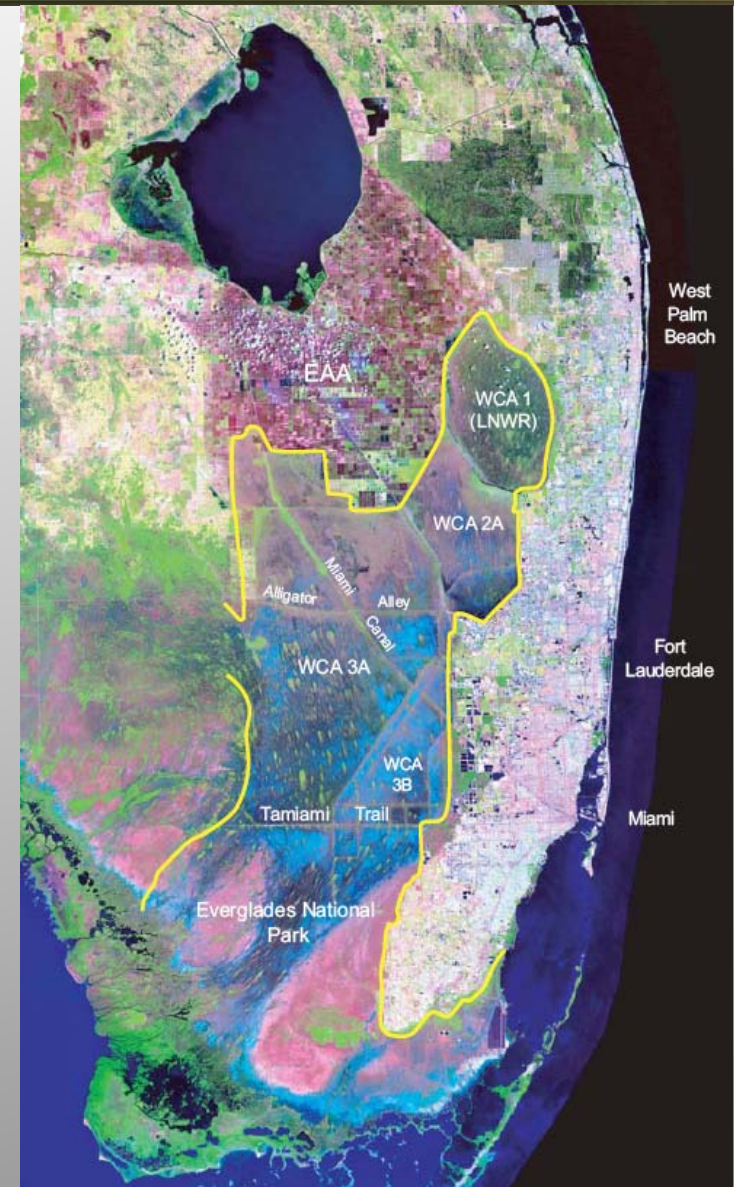 West
Palm
Beach
EAA
WCA 1
(LNWR)
WCA 2A
Miami
Canal
Alligator
Alley
WCA 3A
Fort
Lauderdale
WCA
3B
Tamiami
Trail
Miami
Everglades National
Park